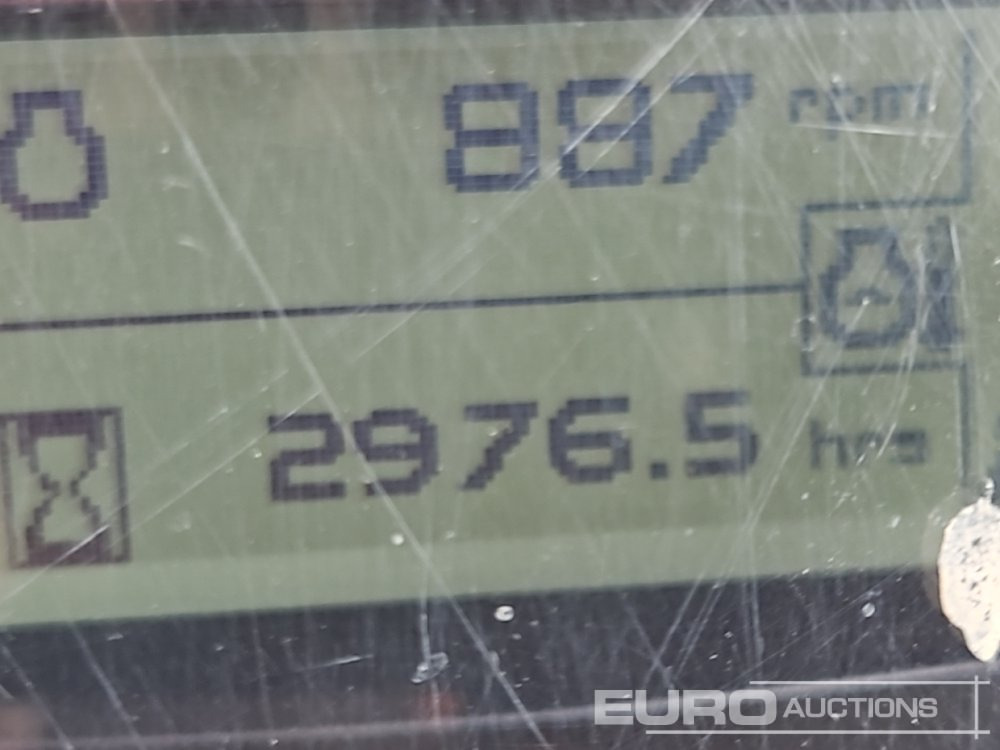 887 rpm
2976.5 hrs
EURO AUCTIONS